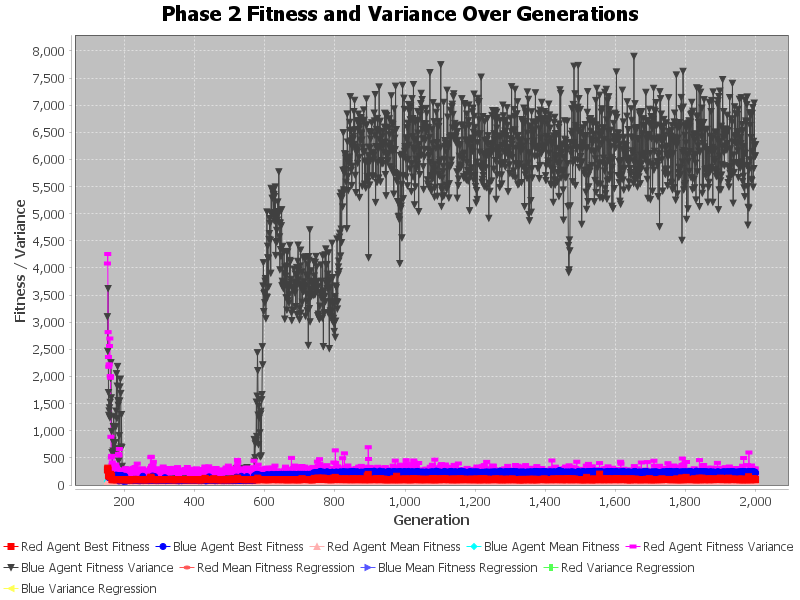 Phase 2 Fitness and Variance Over Generations
8,000
7,500
7,000
6,500
6,000
5,500
5,000
4,500
4,000
3,500
3,000
2,500
2,000
1,500
1,000
500
0
Fitness / Variance
200 400 600 800 1,000 1,200 1,400 1,600 1,800 2,000
Generation
Red Agent Best Fitness Blue Agent Best Fitness Red Agent Mean Fitness Blue Agent Mean Fitness Red Agent Fitness Variance
Blue Agent Fitness Variance Red Mean Fitness Regression Blue Mean Fitness Regression Red Variance Regression
Blue Variance Regression